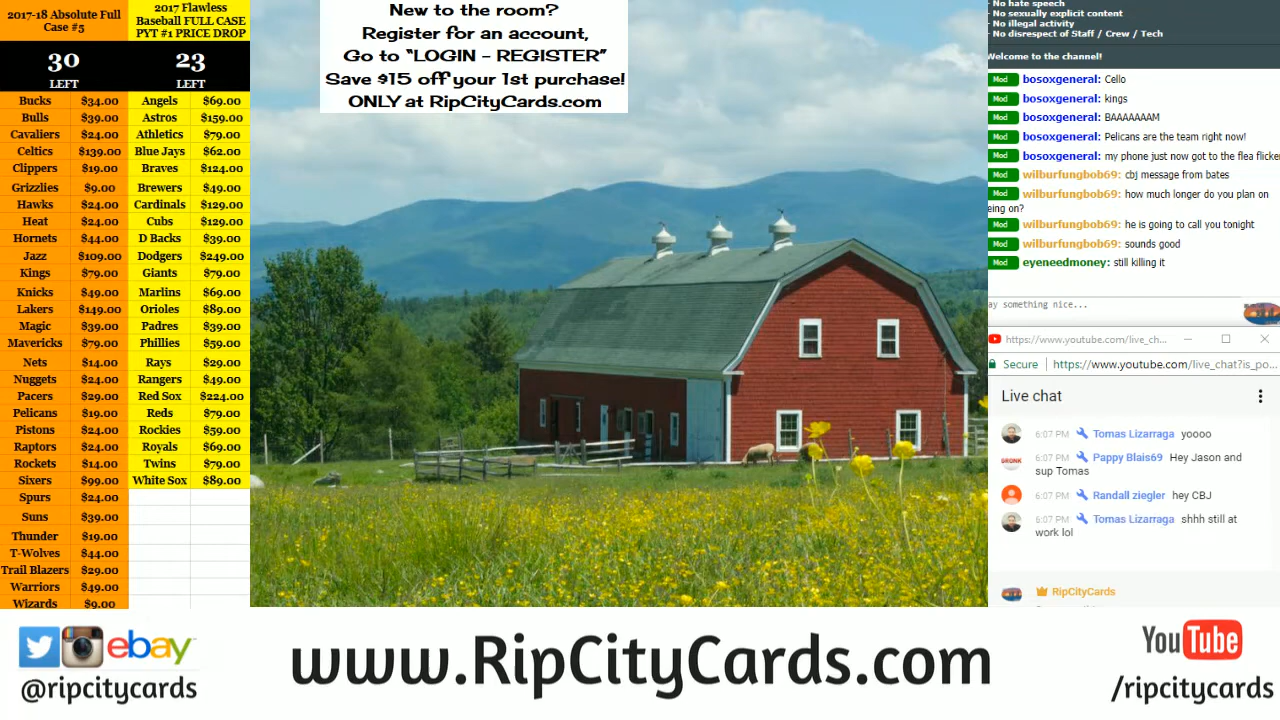 2017-18 Absolute Full
Case #5
30
LEFT
Bucks $34.00
Bulls $39.00
Cavaliers $24.00
Celtics $139.00
Clippers $19.00
Grizzlies $9.00
Hawks $24.00
Heat $24.00
Hornets $44.00
Jazz $109.00
Kings $79.00
Knicks $49.00
Lakers $149.00
Magic $39.00
Mavericks $79.00
Nets $14.00
Nuggets $24.00
Pacers $29.00
Pelicans $19.00
Pistons $24.00
Raptors $24.00
Rockets $14.00
Sixers $99.00
Spurs $24.00
Suns $39.00
Thunder $19.00
T-Wolves $44.00
Trail Blazers $29.00
Warriors $49.00
Wizards $9.00
2017 Flawless
Baseball FULL CASE
PYT #1 PRICE DROP
23
LEFT
Angels $69.00
Astros $159.00
Athletics $79.00
Blue Jays $62.00
Braves $124.00
Brewers $49.00
Cardinals $129.00
Cubs $129.00
D Backs $39.00
Dodgers $249.00
Giants $79.00
Marlins $69.00
Orioles $89.00
Padres $39.00
Phillies $59.00
Rays $29.00
Rangers $49.00
Red Sox $224.00
Reds $79.00
Rockies $59.00
Royals $69.00
Twins $79.00
White Sox $89.00
New to the room?
Register for an account,
Go to "LOGIN - REGISTER"
Save $15 off your 1st purchase!
ONLY at RipCityCards.com
- No hate speech
- No sexually explicit content
- No illegal activity
- No disrespect of Staff / Crew / Tech
Welcome to the channel!
Mod bosoxgeneral: Cello
Mod bosoxgeneral: kings
Mod bosoxgeneral: BAAAAAAAM
Mod bosoxgeneral: Pelicans are the team right now!
Mod bosoxgeneral: my phone just now got to the flea flicke
Mod wilburfungbob69: cbj message from bates
Mod wilburfungbob69: how much longer do you plan on
eing on?
Mod wilburfungbob69: he is going to call you tonight
Mod wilburfungbob69: sounds good
Mod eyeneedmoney: still killing it
ay something nice...
https://www.youtube.com/live_ch...
Secure https://www.youtube.com/live_chat?is_po...
Live chat
6:07 PM Tomas Lizarraga yoooo
GRONK 6:07 PM Pappy Blais69 Hey Jason and
sup Tomas
6:07 PM Randall ziegler hey CBJ
6:07 PM Tomas Lizarraga shhh still at
work lol
RipCityCards
ebay
@ripcitycards
www.RipCityCards.com
YouTube
/ripcitycards